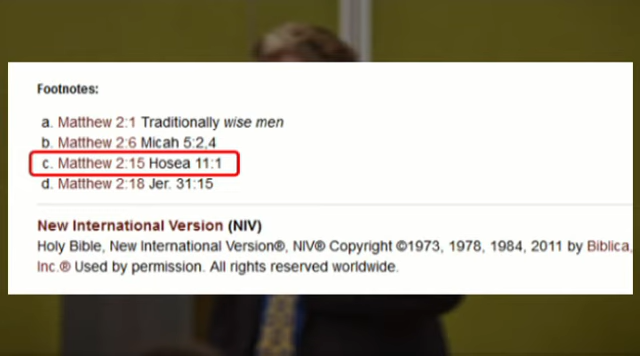 Footnotes:
a. Matthew 2:1 Traditionally wise men
b. Matthew 2:6 Micah 5:2,4
c. Matthew 2:15 Hosea 11:1
d. Matthew 2:18 Jer. 31:15
New International Version (NIV)
Holy Bible, New International Version®, NIV® Copyright ©1973, 1978, 1984, 2011 by Biblica,
Inc.® Used by permission. All rights reserved worldwide.